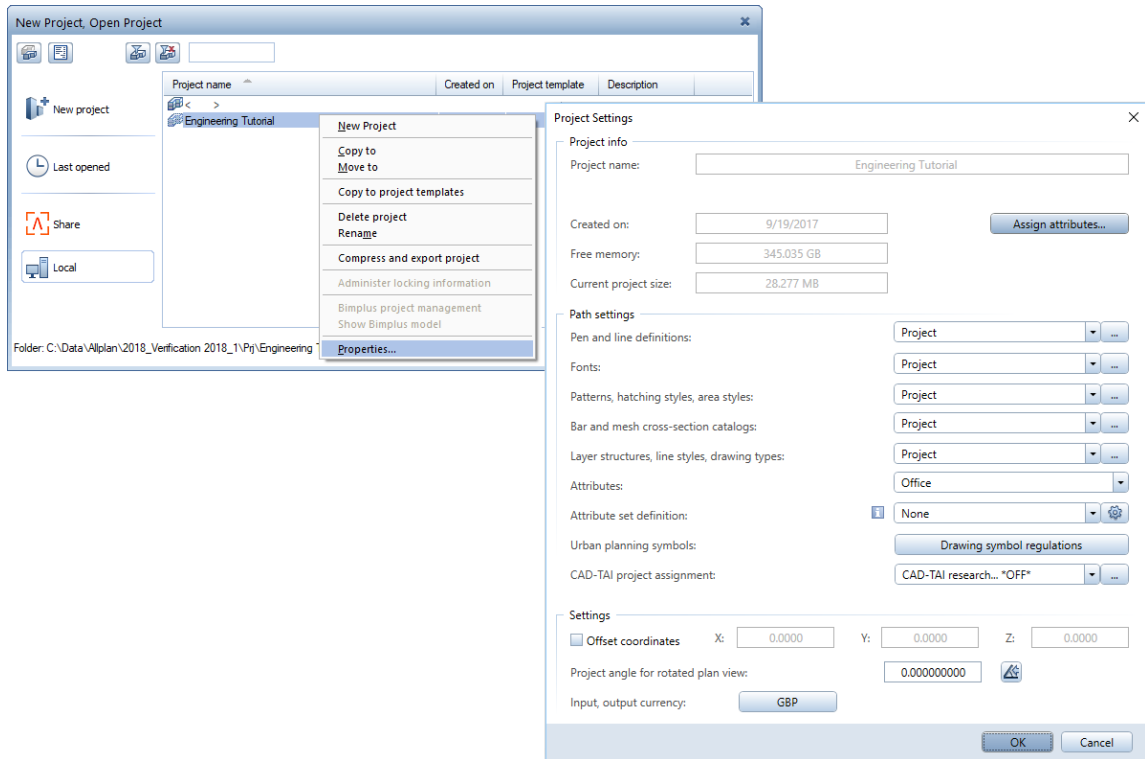 New Project, Open Project
Project name Created on Project template Description
New project
< >
Engineering Tutorial
Last opened
Share
Local
Folder: C:\Data\Allplan\2018_Verification 2018_1\Prj\Engineering T
New Project
Copy to
Move to
Copy to project templates
Delete project
Rename
Compress and export project
Administer locking information
Bimplus project management
Show Bimplus model
Properties...
Project Settings
Project info
Project name: Engineering Tutorial
Created on: 9/19/2017 Assign attributes...
Free memory: 345.035 GB
Current project size: 28.277 MB
Path settings
Pen and line definitions: Project ...
Fonts: Project ...
Patterns, hatching styles, area styles: Project ...
Bar and mesh cross-section catalogs: Project ...
Layer structures, line styles, drawing types: Project ...
Attributes: Office
Attribute set definition: None
Urban planning symbols: Drawing symbol regulations
CAD-TAI project assignment: CAD-TAI research... *OFF* ...
Settings
Offset coordinates X: 0.0000 Y: 0.0000 Z: 0.0000
Project angle for rotated plan view: 0.000000000
Input, output currency: GBP
OK Cancel